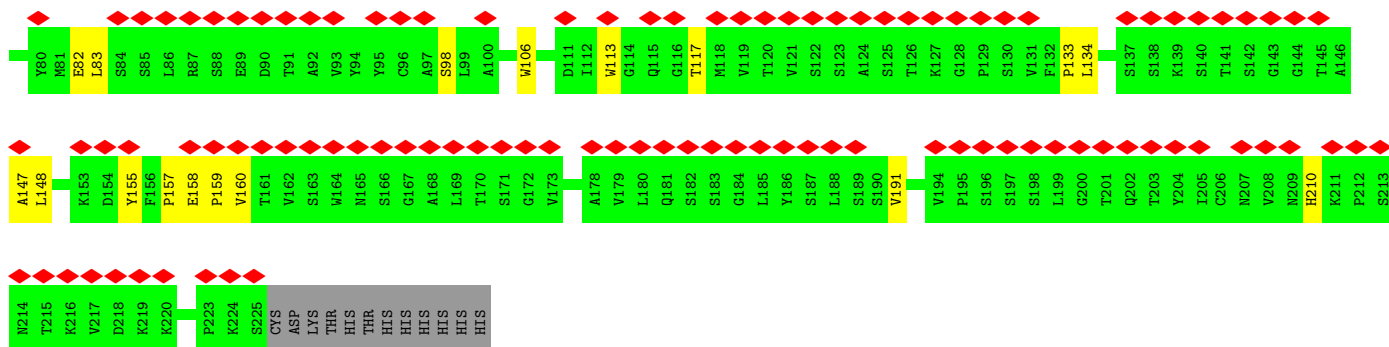 Y80 M81 E82 L83 S84 S85 L86 R87 S88 E89 D90 T91 A92 V93 Y94 Y95 C96 A97 S98 L99 A100 W106 D111 I112 W113 G114 Q115 G116 T117 M118 V119 T120 V121 S122 S123 A124 S125 T126 K127 G128 P129 S130 V131 F132 P133 L134 S137 S138 K139 S140 T141 S142 G143 G144 T145 A146
A147 L148 K153 D154 Y155 F156 P157 E158 P159 V160 T161 V162 S163 W164 N165 S166 G167 A168 L169 T170 S171 G172 V173 A178 V179 L180 Q181 S182 S183 G184 L185 Y186 S187 L188 S189 S190 V191 V194 P195 S196 S197 S198 L199 G200 T201 Q202 T203 Y204 I205 C206 N207 V208 N209 H210 K211 P212 S213
N214 T215 K216 V217 D218 K219 K220 P223 K224 S225 CYS ASP LYS THR HIS THR HIS HIS HIS HIS HIS HIS